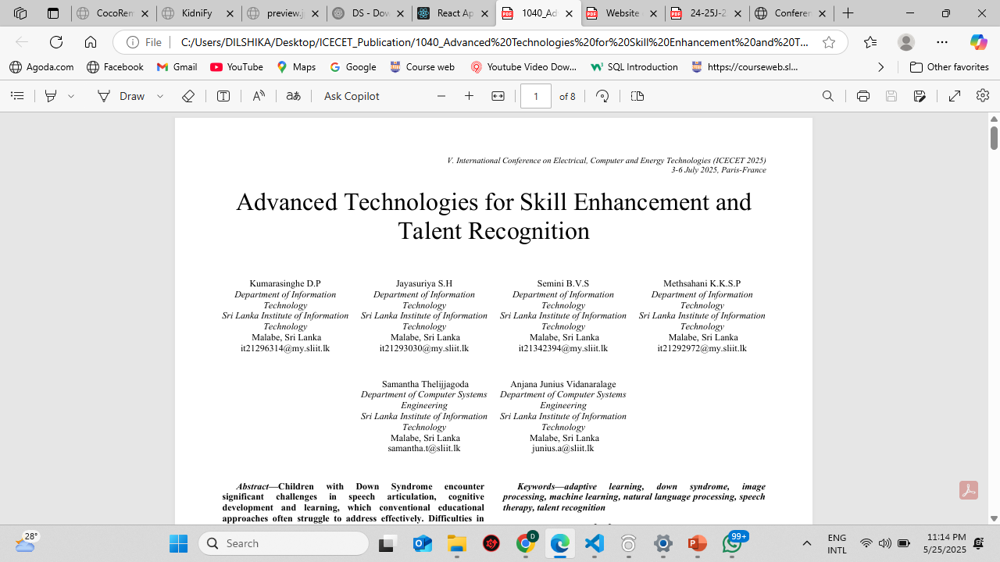 CocoRem
KidniF
preview.j
DS - Dov
React Ap
1040_Ad
Website
24-25J-2
Conferer
File
C:/Users/DILSHIKA/Desktop/ICECET_Publication/1040_Advanced%20Technologies%20for%20Skill%20Enhancement%20and%20T...
Agoda.com
Facebook
Gmail
YouTube
Maps
Google
Course web
Youtube Video Dow...
SQL Introduction
https://courseweb.sl...
Other favorites
Draw
Ask Copilot
1
of 8
V. International Conference on Electrical, Computer and Energy Technologies (ICECET 2025)
3-6 July 2025, Paris-France
Advanced Technologies for Skill Enhancement and
Talent Recognition
Kumarasinghe D.P
Department of Information
Technology
Sri Lanka Institute of Information
Technology
Malabe, Sri Lanka
it21296314@my.sliit.lk
Jayasuriya S.H
Department of Information
Technology
Sri Lanka Institute of Information
Technology
Malabe, Sri Lanka
it21293030@my.sliit.lk
Semini B.V.S
Department of Information
Technology
Sri Lanka Institute of Information
Technology
Malabe, Sri Lanka
it21342394@my.sliit.lk
Methsahani K.K.S.P
Department of Information
Technology
Sri Lanka Institute of Information
Technology
Malabe, Sri Lanka
it21292972@my.sliit.lk
Samantha Thelijjagoda
Department of Computer Systems
Engineering
Sri Lanka Institute of Information
Technology
Malabe, Sri Lanka
samantha.t@sliit.lk
Anjana Junius Vidanaralage
Department of Computer Systems
Engineering
Sri Lanka Institute of Information
Technology
Malabe, Sri Lanka
junius.a@sliit.lk
Abstract—Children with Down Syndrome encounter
significant challenges in speech articulation, cognitive
development and learning, which conventional educational
approaches often struggle to address effectively. Difficulties in
Keywords—adaptive learning, down syndrome, image
processing, machine learning, natural language processing, speech
therapy, talent recognition
28°
Search
D
99+
ENG
INTL
11:14 PM
5/25/2025